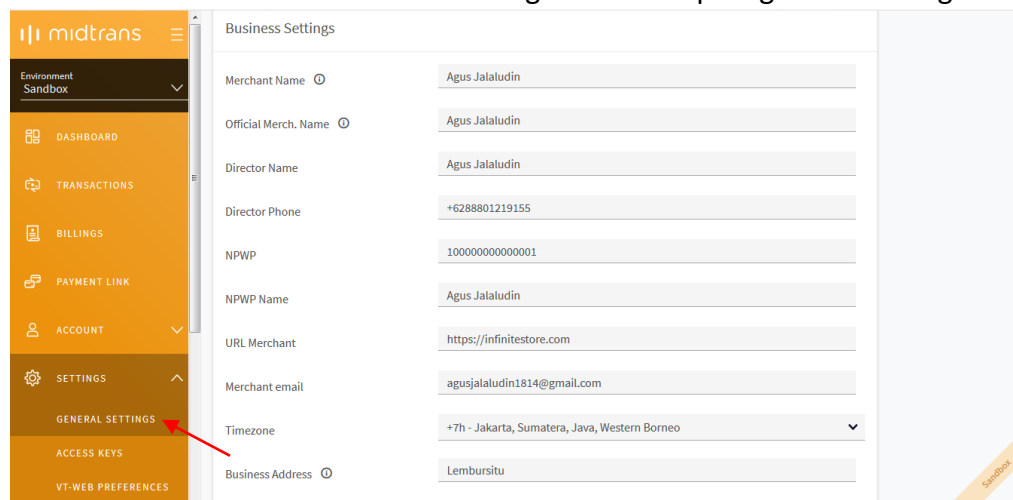 midtrans
Environment
Sandbox
DASHBOARD
TRANSACTIONS
BILLINGS
PAYMENT LINK
ACCOUNT
SETTINGS
GENERAL SETTINGS
ACCESS KEYS
VT-WEB PREFERENCES
Business Settings
Merchant Name Agus Jalaludin
Official Merch. Name Agus Jalaludin
Director Name Agus Jalaludin
Director Phone +6288801219155
NPWP 100000000000001
NPWP Name Agus Jalaludin
URL Merchant https://infinitestore.com
Merchant email agusjalaludin1814@gmail.com
Timezone +7h - Jakarta, Sumatera, Java, Western Borneo
Business Address Lembursitu
Sandbox